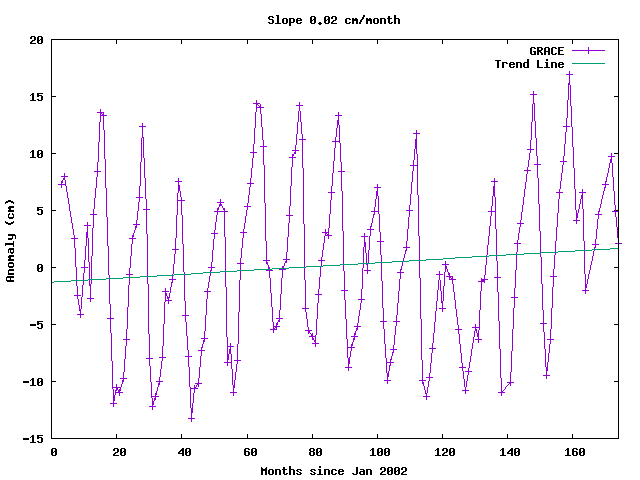 Slope 0.02 cm/month
GRACE
Trend Line
20
15
10
5
0
-5
-10
-15
Anomaly (cm)
0 20 40 60 80 100 120 140 160
Months since Jan 2002